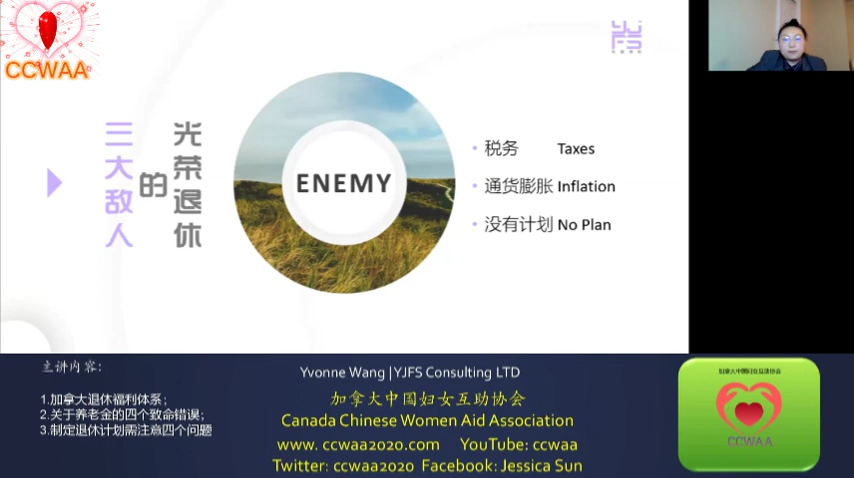 CCWAA
光荣退休
的
三大敌人
ENEMY
• 税务 Taxes
• 通货膨胀 Inflation
• 没有计划 No Plan
主讲内容:
1.加拿大退休福利体系;
2.关于养老金的四个致命错误;
3.制定退休计划需注意四个问题
Yvonne Wang | YJFS Consulting LTD
加拿大中国妇女互助协会
Canada Chinese Women Aid Association
www. ccwaa2020.com YouTube: ccwaa
Twitter: ccwaa2020 Facebook: Jessica Sun
加拿大中国妇女互助协会
CCWAA